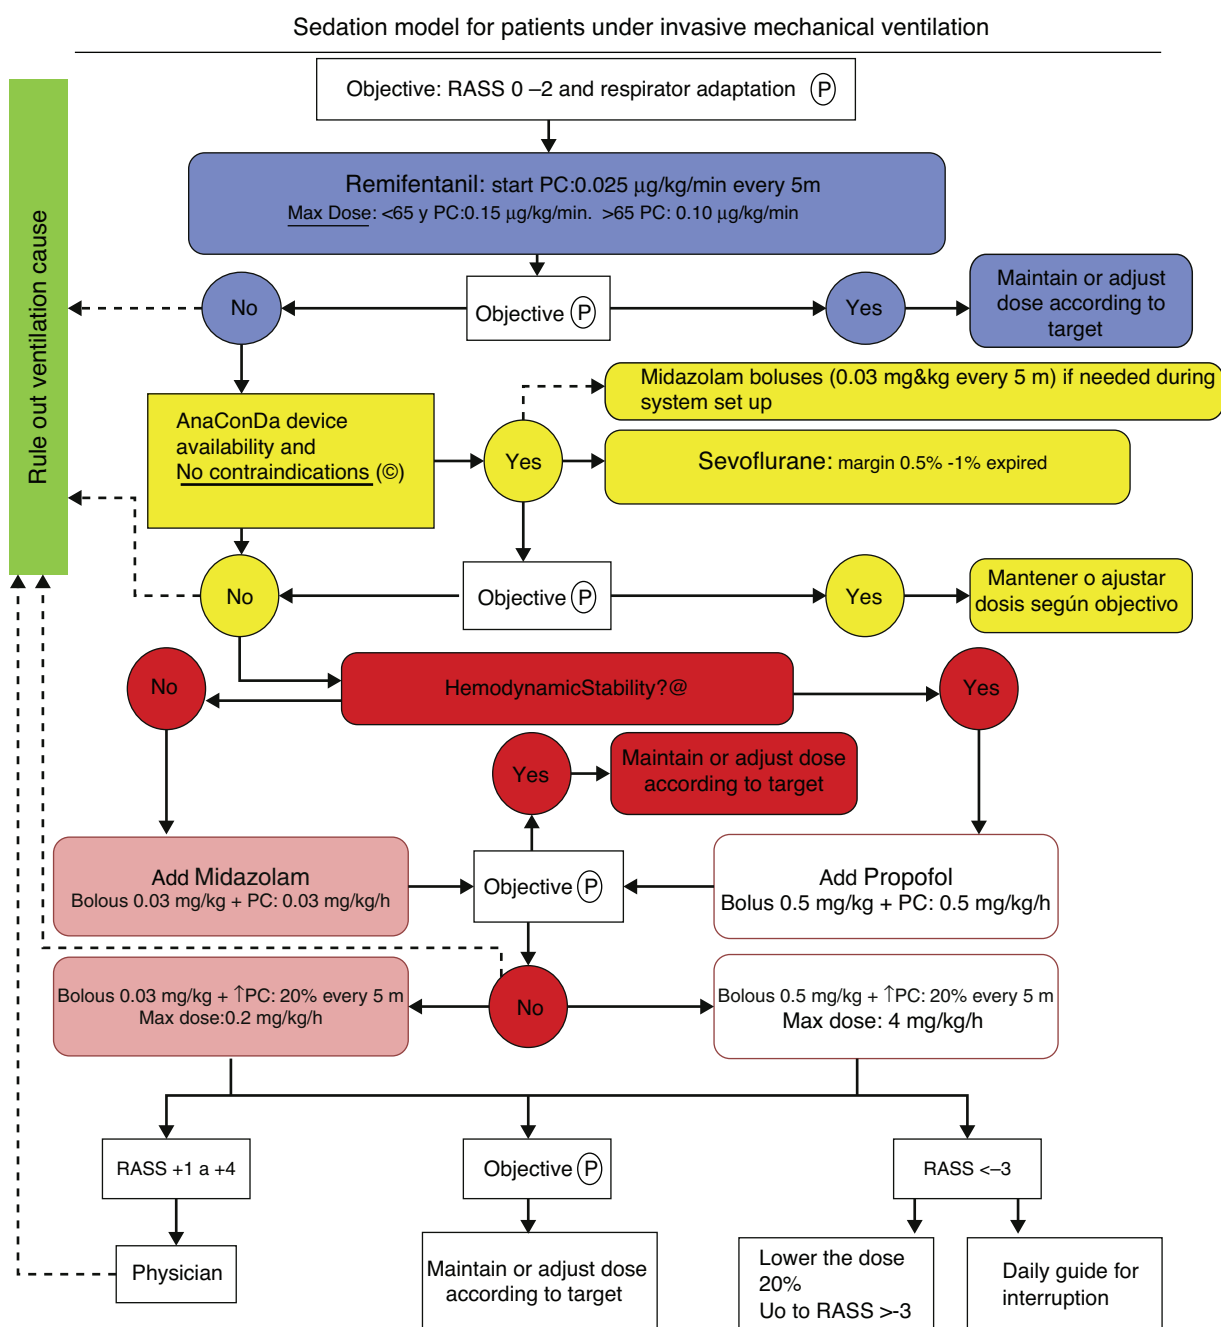 Sedation model for patients under invasive mechanical ventilation
Rule out ventilation cause
Objective: RASS 0 –2 and respirator adaptation P
Remifentanil: start PC:0.025 μg/kg/min every 5m
Max Dose: <65 y PC:0.15 μg/kg/min. >65 PC: 0.10 μg/kg/min
No
Objective P
Yes
Maintain or adjust
dose according to
target
AnaConDa device
availability and
No contraindications (©)
Yes
Midazolam boluses (0.03 mg&kg every 5 m) if needed during
system set up
Sevoflurane: margin 0.5% -1% expired
No
Objective P
Yes
Mantener o ajustar
dosis según objectivo
No
HemodynamicStability?@
Yes
Yes
Maintain or adjust dose
according to target
Add Midazolam
Bolous 0.03 mg/kg + PC: 0.03 mg/kg/h
Objective P
Add Propofol
Bolus 0.5 mg/kg + PC: 0.5 mg/kg/h
Bolous 0.03 mg/kg + ↑PC: 20% every 5 m
Max dose:0.2 mg/kg/h
No
Bolous 0.5 mg/kg + ↑PC: 20% every 5 m
Max dose: 4 mg/kg/h
RASS +1 a +4
Objective P
RASS <–3
Physician
Maintain or adjust dose
according to target
Lower the dose
20%
Uo to RASS >-3
Daily guide for
interruption